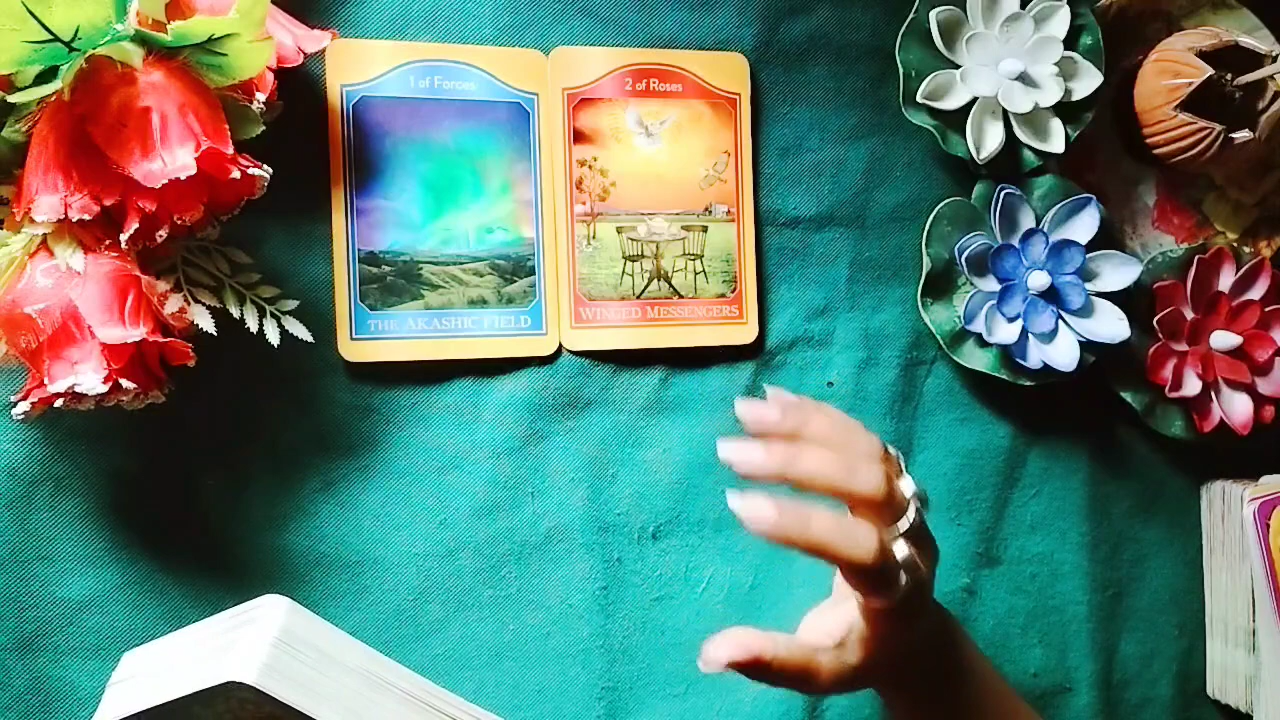 1 of Forces
THE AKASHIC FIELD
2 of Roses
WINGED MESSENGERS